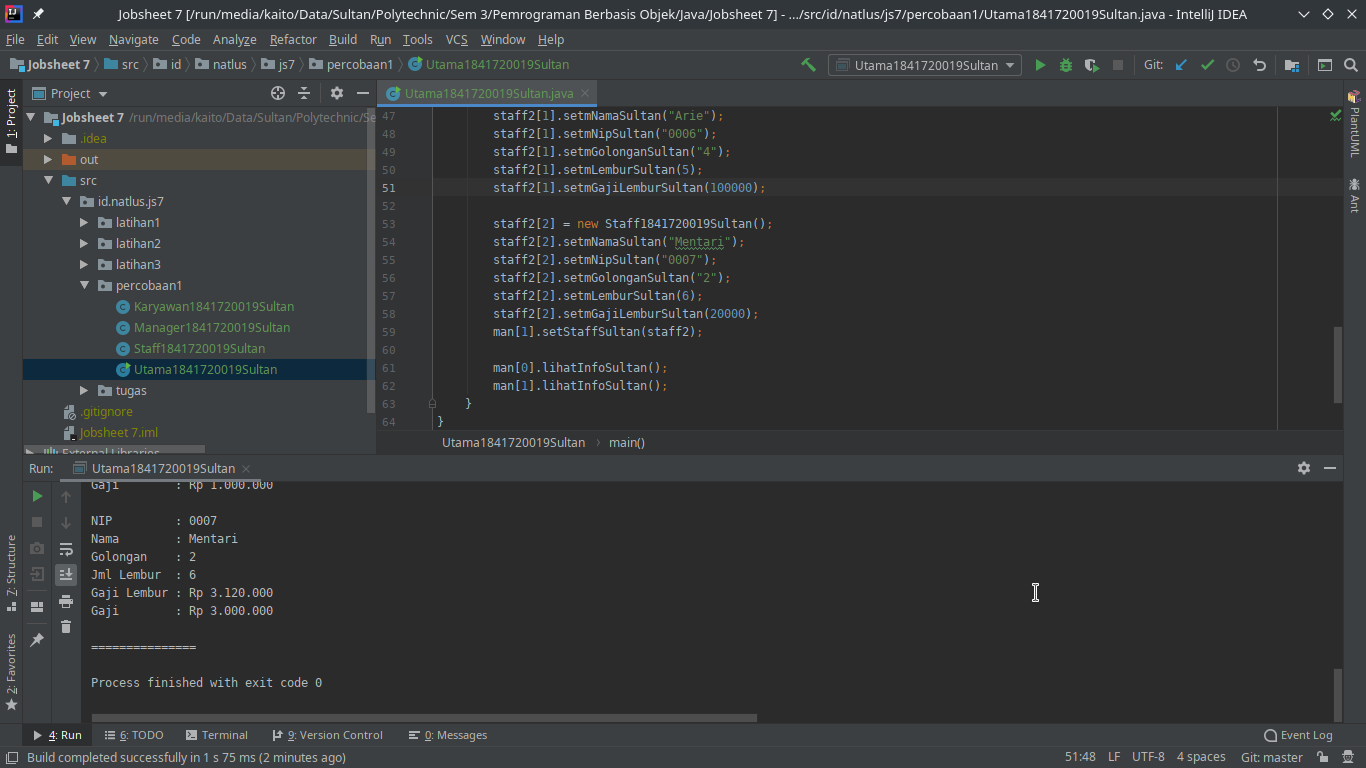 Jobsheet 7 [/run/media/kaito/Data/Sultan/Polytechnic/Sem 3/Pemrograman Berbasis Objek/Java/Jobsheet 7] - .../src/id/natlus/js7/percobaan1/Utama1841720019Sultan.java - IntelliJ IDEA
File Edit View Navigate Code Analyze Refactor Build Run Tools VCS Window Help
Jobsheet 7 src id natlus js7 percobaan1 Utama1841720019Sultan Utama1841720019Sultan Git:
1: Project
7: Structure
2: Favorites
Project
Jobsheet 7 /run/media/kaito/Data/Sultan/Polytechnic/Se
.idea
out
src
id.natlus.js7
latihan1
latihan2
latihan3
percobaan1
Karyawan1841720019Sultan
Manager1841720019Sultan
Staff1841720019Sultan
Utama1841720019Sultan
tugas
.gitignore
Jobsheet 7.iml
External Libraries
Utama1841720019Sultan.java
47 staff2[1].setmNamaSultan("Arie");
48 staff2[1].setmNipSultan("0006");
49 staff2[1].setmGolonganSultan("4");
50 staff2[1].setmLemburSultan(5);
51 staff2[1].setmGajiLemburSultan(100000);
52
53 staff2[2] = new Staff1841720019Sultan();
54 staff2[2].setmNamaSultan("Mentari");
55 staff2[2].setmNipSultan("0007");
56 staff2[2].setmGolonganSultan("2");
57 staff2[2].setmLemburSultan(6);
58 staff2[2].setmGajiLemburSultan(20000);
59 man[1].setStaffSultan(staff2);
60
61 man[0].lihatInfoSultan();
62 man[1].lihatInfoSultan();
63 }
64 }
Utama1841720019Sultan main()
PlantUML
Ant
Run: Utama1841720019Sultan
Gaji : Rp 1.000.000
NIP : 0007
Nama : Mentari
Golongan : 2
Jml Lembur : 6
Gaji Lembur : Rp 3.120.000
Gaji : Rp 3.000.000
===============
Process finished with exit code 0
4: Run 6: TODO Terminal 9: Version Control 0: Messages Event Log
Build completed successfully in 1 s 75 ms (2 minutes ago) 51:48 LF UTF-8 4 spaces Git: master